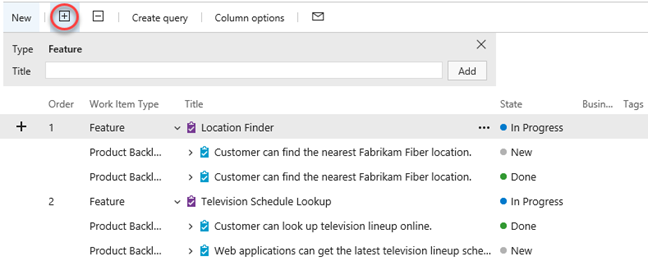 New Create query Column options
Type Feature
Title Add
Order Work Item Type Title State Busin... Tags
1 Feature Location Finder ... In Progress
Product Backl... Customer can find the nearest Fabrikam Fiber location. New
Product Backl... Customer can find the nearest Fabrikam Fiber location. Done
2 Feature Television Schedule Lookup In Progress
Product Backl... Customer can look up television lineup online. Done
Product Backl... Web applications can get the latest television lineup sche... New